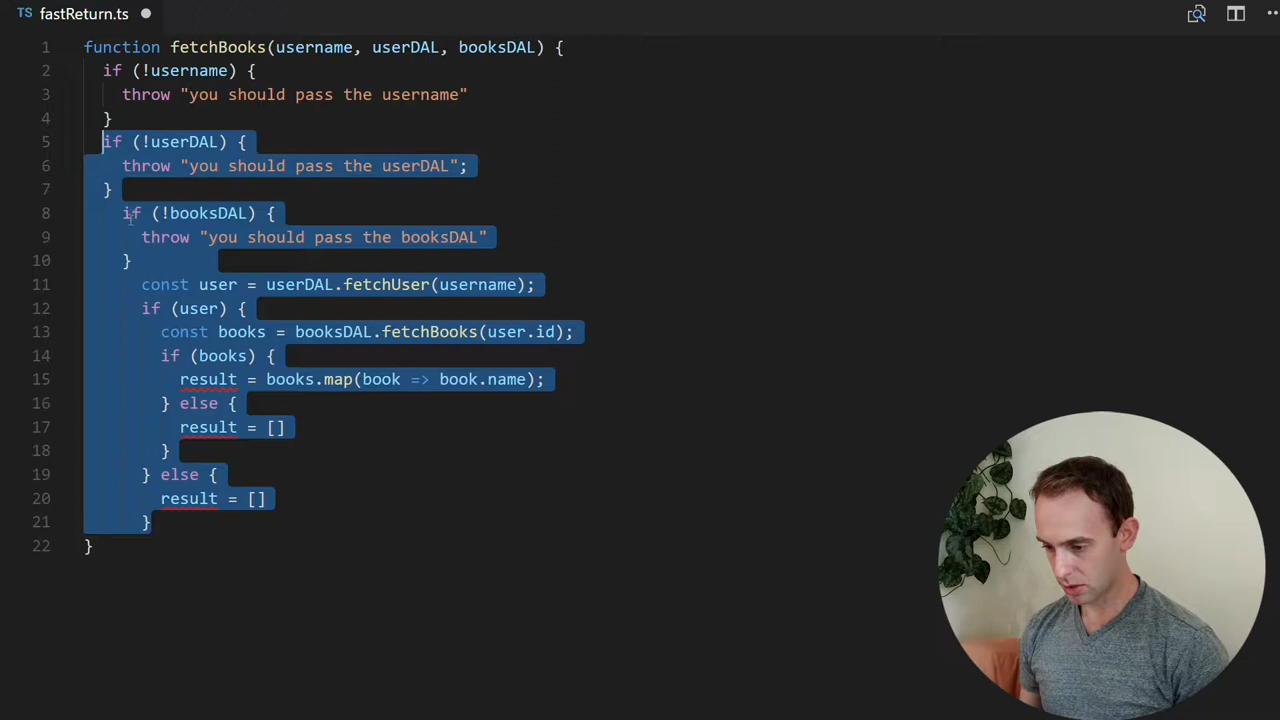 TS fastReturn.ts
1 function fetchBooks(username, userDAL, booksDAL) {
2 if (!username) {
3 throw "you should pass the username"
4 }
5 if (!userDAL) {
6 throw "you should pass the userDAL";
7 }
8 if (!booksDAL) {
9 throw "you should pass the booksDAL"
10 }
11 const user = userDAL.fetchUser(username);
12 if (user) {
13 const books = booksDAL.fetchBooks(user.id);
14 if (books) {
15 result = books.map(book => book.name);
16 } else {
17 result = []
18 }
19 } else {
20 result = []
21 }
22 }